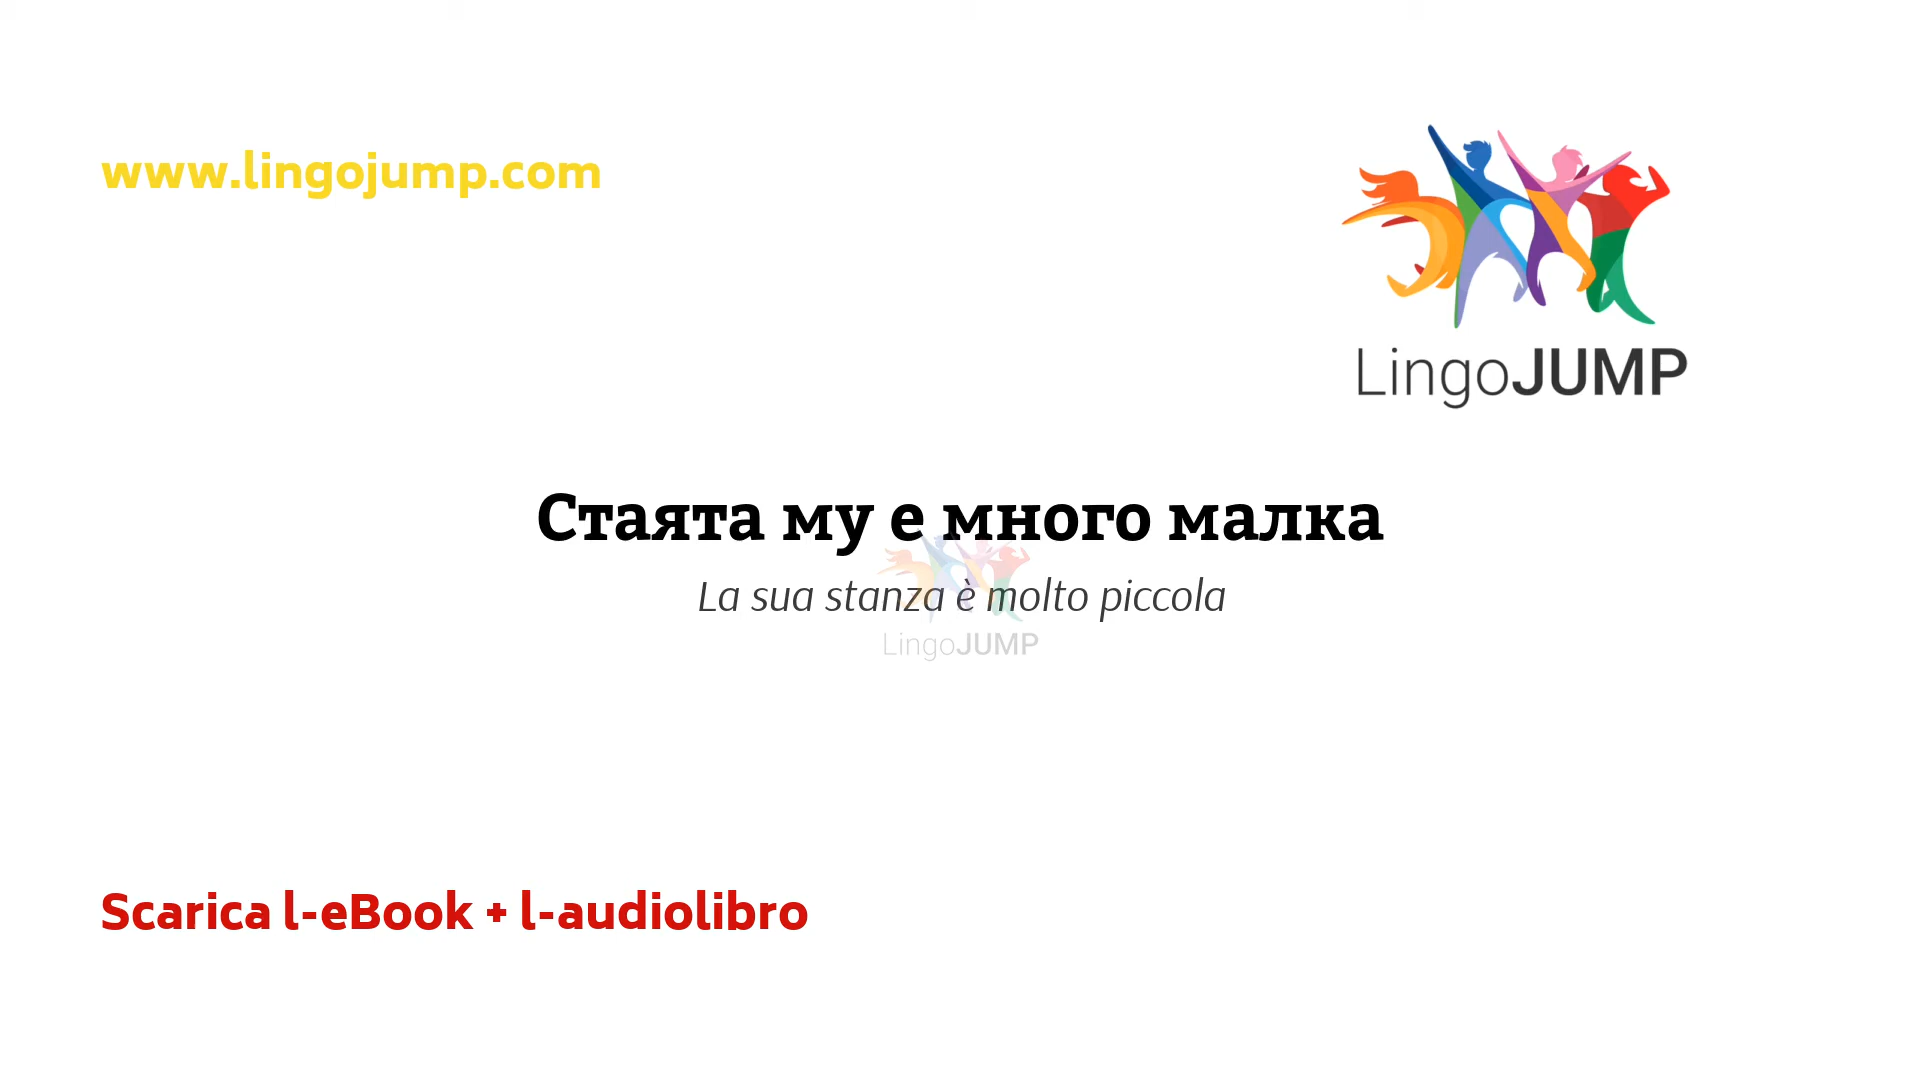 www.lingojump.com
LingoJUMP
Стаята му е много малка
La sua stanza è molto piccola
LingoJUMP
Scarica l-eBook + l-audiolibro